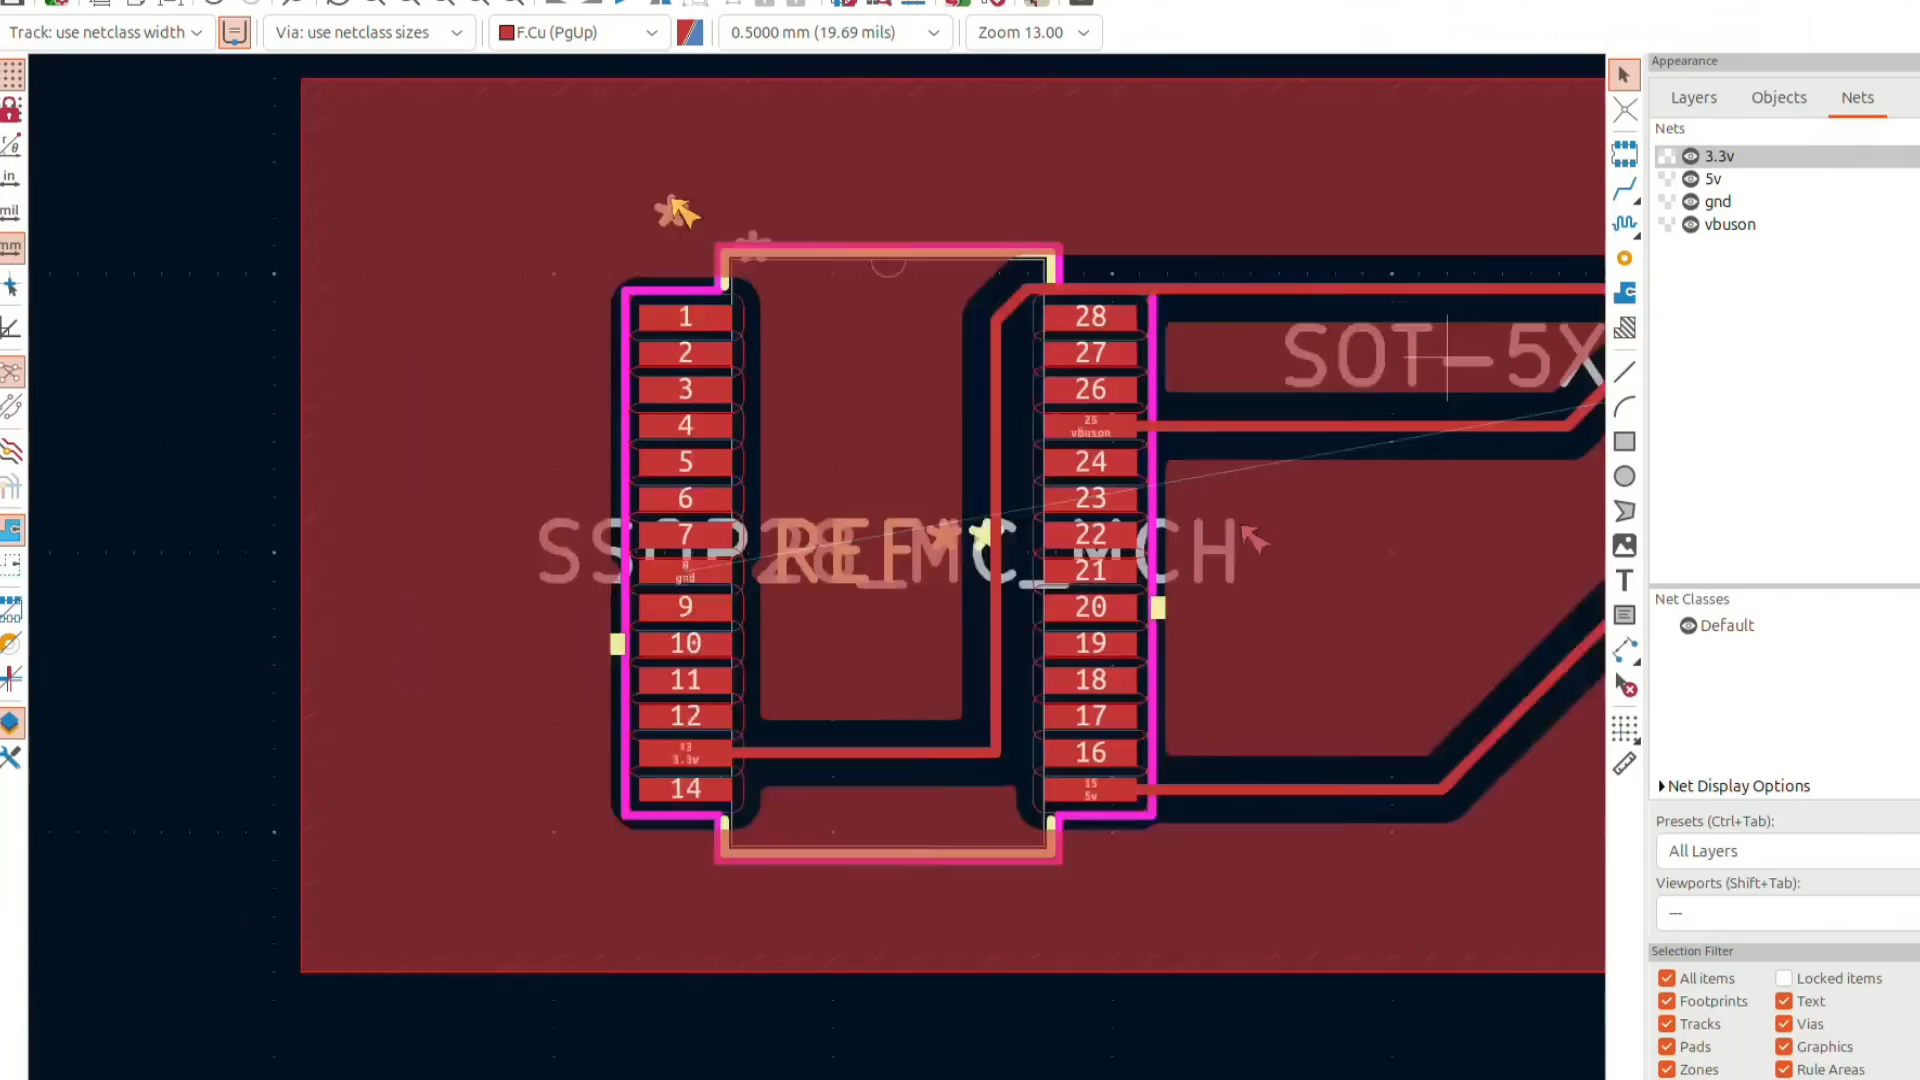 Track: use netclass width
Via: use netclass sizes
F.Cu (PgUp)
0.5000 mm (19.69 mils)
Zoom 13.00
in
mil
mm
1
2
3
4
5
6
7
8
gnd
9
10
11
12
13
3.3v
14
28
27
26
25
vbuson
24
23
22
21
20
19
18
17
16
15
5v
REF**
MC_MCH
SOT-5X
Appearance
Layers
Objects
Nets
Nets
3.3v
5v
gnd
vbuson
Net Classes
Default
Net Display Options
Presets (Ctrl+Tab):
All Layers
Viewports (Shift+Tab):
---
Selection Filter
All items
Locked items
Footprints
Text
Tracks
Vias
Pads
Graphics
Zones
Rule Areas